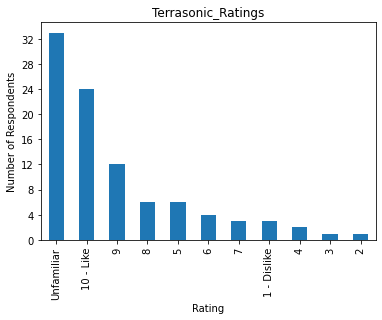 Terrasonic_Ratings
Number of Respondents
32
28
24
20
16
12
8
4
0
Unfamiliar
10 - Like
9
8
5
6
7
1 - Dislike
4
3
2
Rating